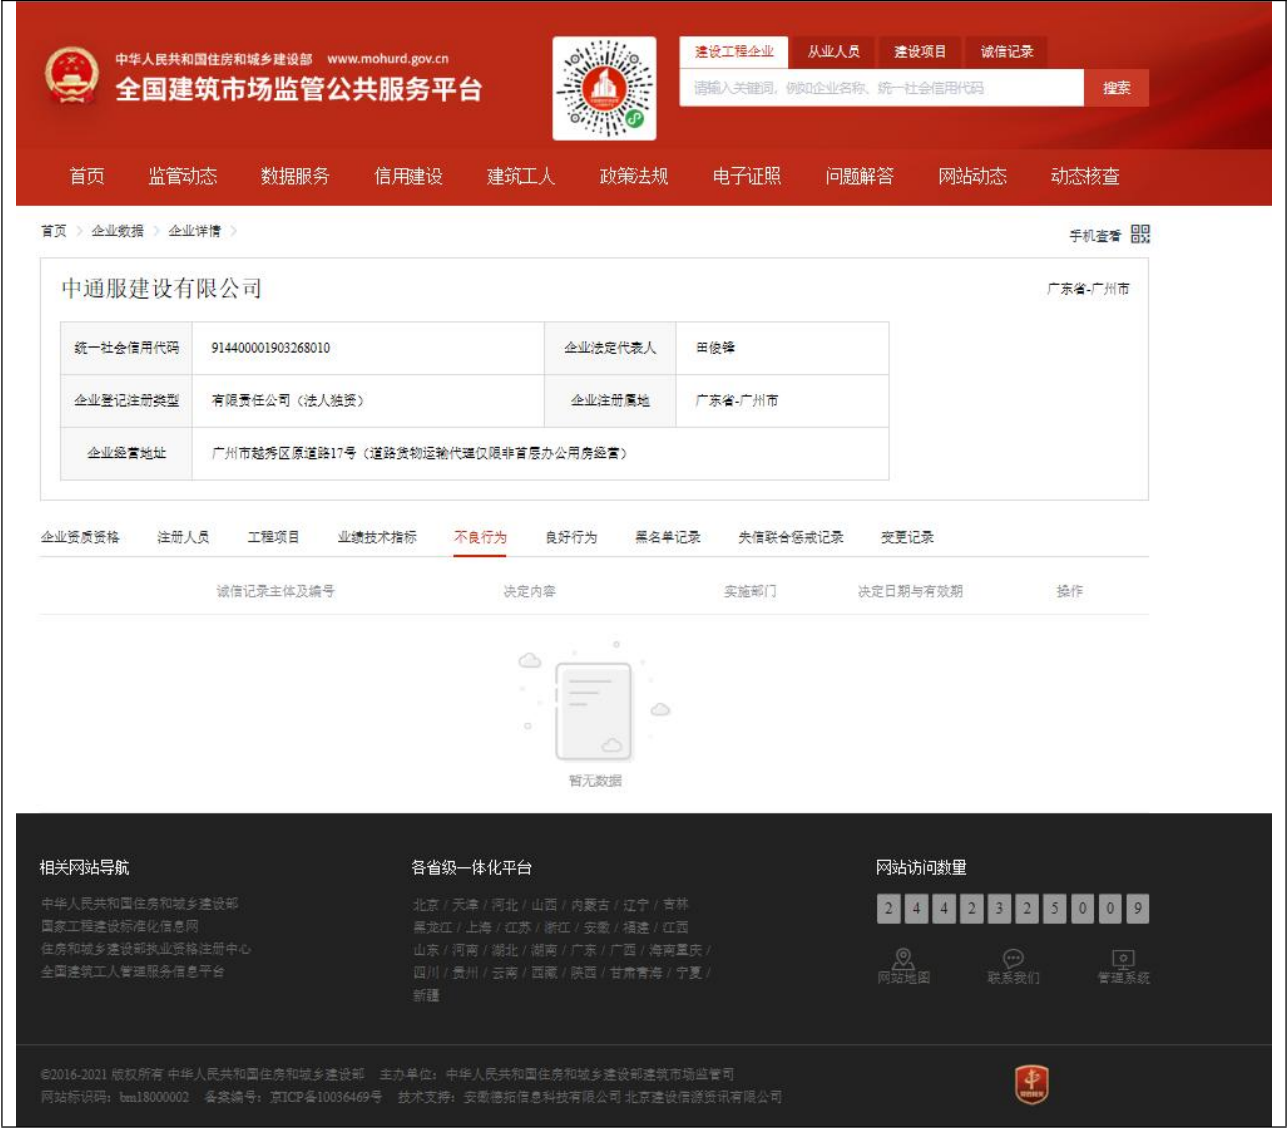 中华人民共和国住房和城乡建设部 www.mohurd.gov.cn
全国建筑市场监管公共服务平台
建设工程企业 从业人员 建设项目 诚信记录
请输入关键词，例如企业名称、统一社会信用代码 搜索
首页 监管动态 数据服务 信用建设 建筑工人 政策法规 电子证照 问题解答 网站动态 动态核查
首页 > 企业数据 > 企业详情 >
手机查看
中通服建设有限公司
广东省-广州市
统一社会信用代码 914400001903268010 企业法定代表人 田俊锋
企业登记注册类型 有限责任公司（法人独资） 企业注册属地 广东省-广州市
企业经营地址 广州市越秀区原道路17号（道路货物运输代理仅限非首层办公用房经营）
企业资质资格 注册人员 工程项目 业绩技术指标 不良行为 良好行为 黑名单记录 失信联合惩戒记录 变更记录
诚信记录主体及编号 决定内容 实施部门 决定日期与有效期 操作
暂无数据
相关网站导航
中华人民共和国住房和城乡建设部
国家工程建设标准化信息网
住房和城乡建设部执业资格注册中心
全国建筑工人管理服务信息平台
各省级一体化平台
北京 / 天津 / 河北 / 山西 / 内蒙古 / 辽宁 / 吉林
黑龙江 / 上海 / 江苏 / 浙江 / 安徽 / 福建 / 江西
山东 / 河南 / 湖北 / 湖南 / 广东 / 广西 / 海南重庆 /
四川 / 贵州 / 云南 / 西藏 / 陕西 / 甘肃青海 / 宁夏 /
新疆
网站访问数量
2 4 4 2 3 2 5 0 0 9
网站地图 联系我们 管理系统
©2016-2021 版权所有 中华人民共和国住房和城乡建设部 主办单位：中华人民共和国住房和城乡建设部建筑市场监管司
网站标识码：bm18000002 备案编号：京ICP备10036469号 技术支持：安徽德拓信息科技有限公司 北京建设信源资讯有限公司